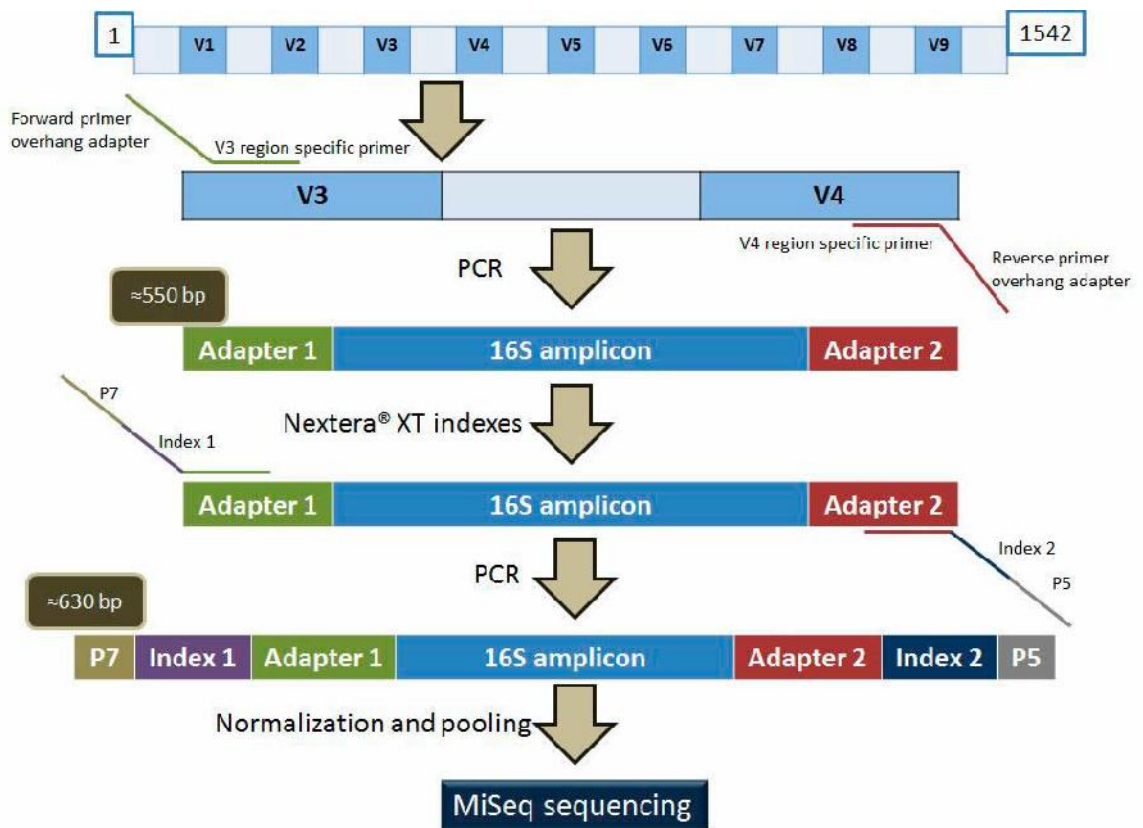 1
V1 V2 V3 V4 V5 V6 V7 V8 V9
1542
Forward primer
overhang adapter
V3 region specific primer
V3
V4
V4 region specific primer
Reverse primer
overhang adapter
PCR
≈550 bp
Adapter 1
16S amplicon
Adapter 2
P7
Index 1
Nextera® XT indexes
Adapter 1
16S amplicon
Adapter 2
Index 2
P5
PCR
≈630 bp
P7
Index 1
Adapter 1
16S amplicon
Adapter 2
Index 2
P5
Normalization and pooling
MiSeq sequencing